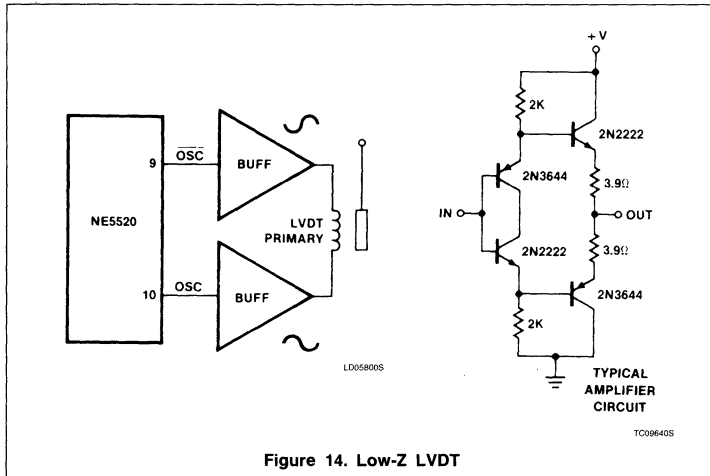 NE5520
9
OSC
BUFF
LVDT
PRIMARY
10
OSC
BUFF
LD05800S
+V
2K
2N2222
2N3644
3.9Ω
IN
OUT
2N2222
3.9Ω
2N3644
2K
TYPICAL
AMPLIFIER
CIRCUIT
TC09640S
Figure 14. Low-Z LVDT